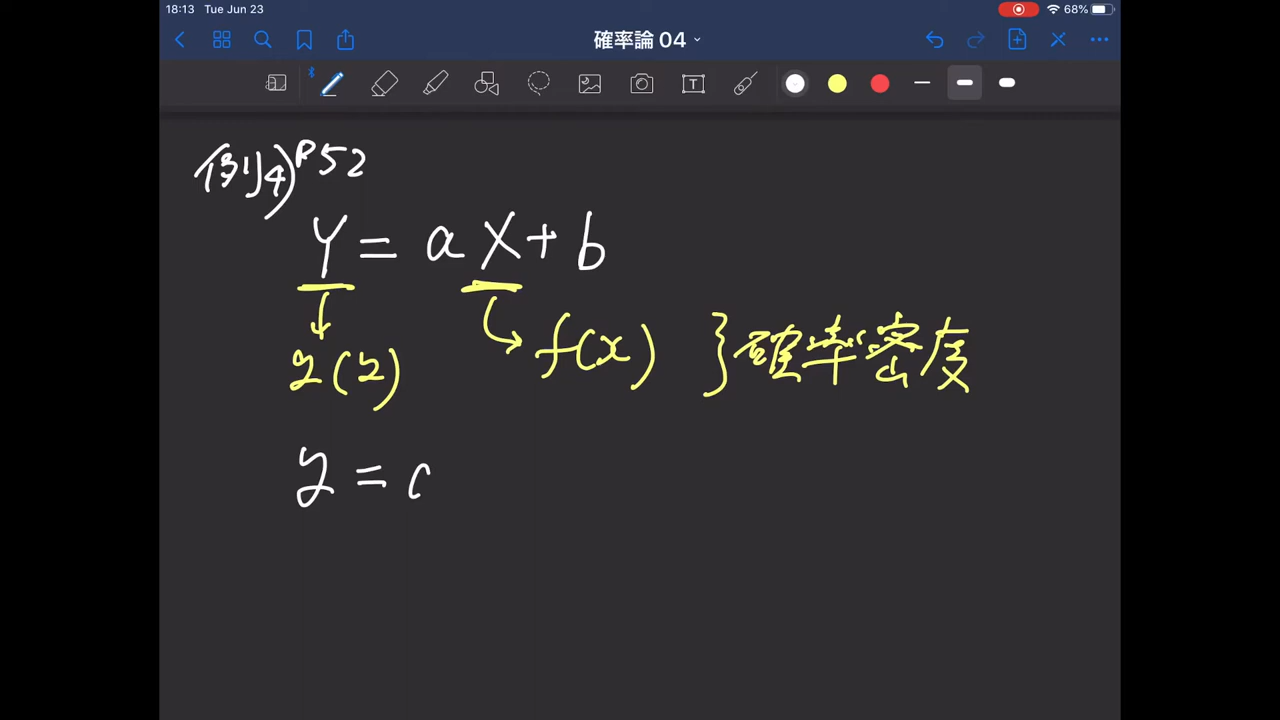 18:13 Tue Jun 23 68%
確率論 04
T
例4) P52
Y = aX + b
f(x) } 確率密度
y =